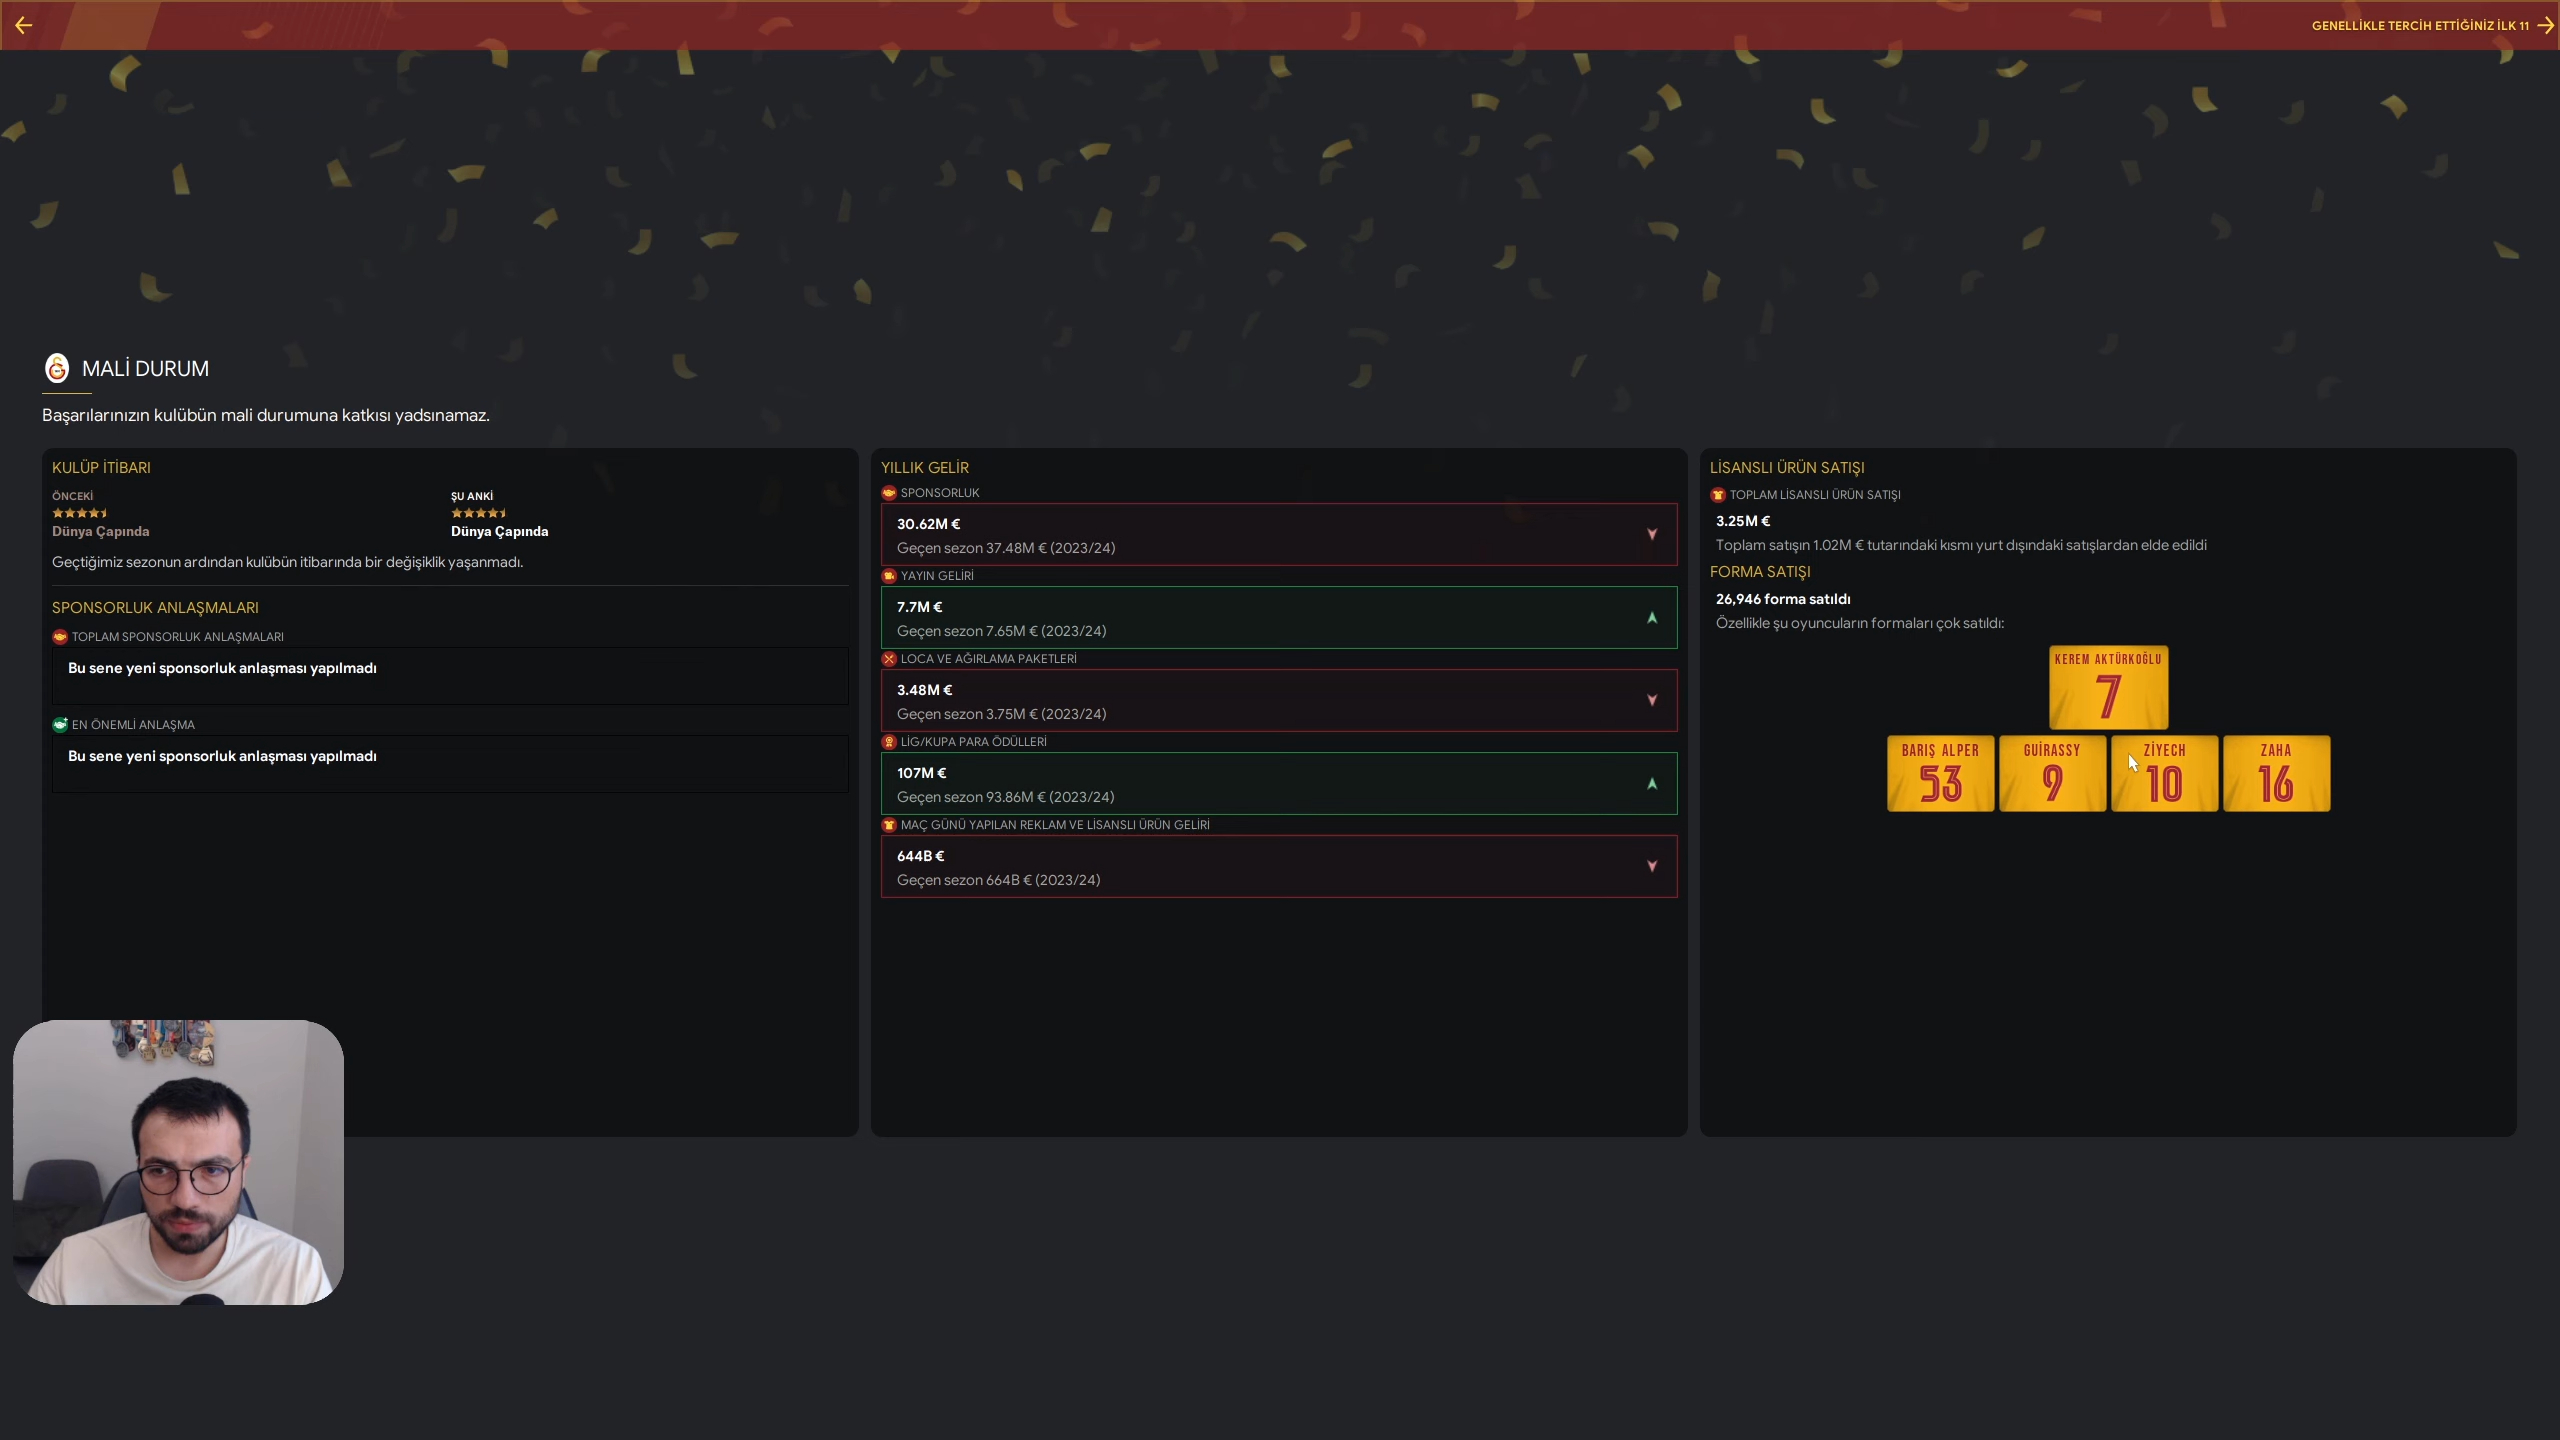 GENELLİKLE TERCİH ETTİĞİNİZ İLK 11
MALİ DURUM
Başarılarınızın kulübün mali durumuna katkısı yadsınamaz.
KULÜP İTİBARI
ÖNCEKİ
Dünya Çapında
ŞU ANKİ
Dünya Çapında
Geçtiğimiz sezonun ardından kulübün itibarında bir değişiklik yaşanmadı.
SPONSORLUK ANLAŞMALARI
TOPLAM SPONSORLUK ANLAŞMALARI
Bu sene yeni sponsorluk anlaşması yapılmadı
EN ÖNEMLİ ANLAŞMA
Bu sene yeni sponsorluk anlaşması yapılmadı
YILLIK GELİR
SPONSORLUK
30.62M €
Geçen sezon 37.48M € (2023/24)
YAYIN GELİRİ
7.7M €
Geçen sezon 7.65M € (2023/24)
LOCA VE AĞIRLAMA PAKETLERİ
3.48M €
Geçen sezon 3.75M € (2023/24)
LİG/KUPA PARA ÖDÜLLERİ
107M €
Geçen sezon 93.86M € (2023/24)
MAÇ GÜNÜ YAPILAN REKLAM VE LİSANSLI ÜRÜN GELİRİ
644B €
Geçen sezon 664B € (2023/24)
LİSANSLI ÜRÜN SATIŞI
TOPLAM LİSANSLI ÜRÜN SATIŞI
3.25M €
Toplam satışın 1.02M € tutarındaki kısmı yurt dışındaki satışlardan elde edildi
FORMA SATIŞI
26,946 forma satıldı
Özellikle şu oyuncuların formaları çok satıldı:
KEREM AKTÜRKOĞLU
7
BARIŞ ALPER
53
GUİRASSY
9
ZİYECH
10
ZAHA
16